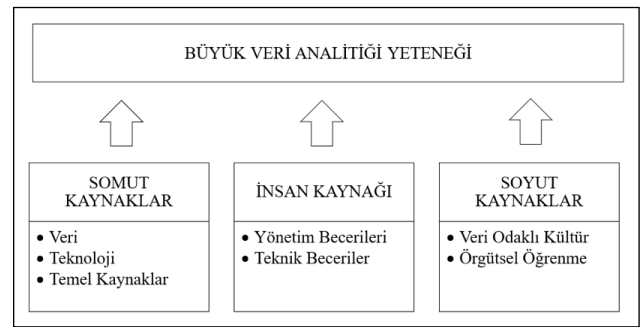 BÜYÜK VERİ ANALİTİĞİ YETENEĞİ
SOMUT
KAYNAKLAR
• Veri
• Teknoloji
• Temel Kaynaklar
İNSAN KAYNAĞI
• Yönetim Becerileri
• Teknik Beceriler
SOYUT
KAYNAKLAR
• Veri Odaklı Kültür
• Örgütsel Öğrenme